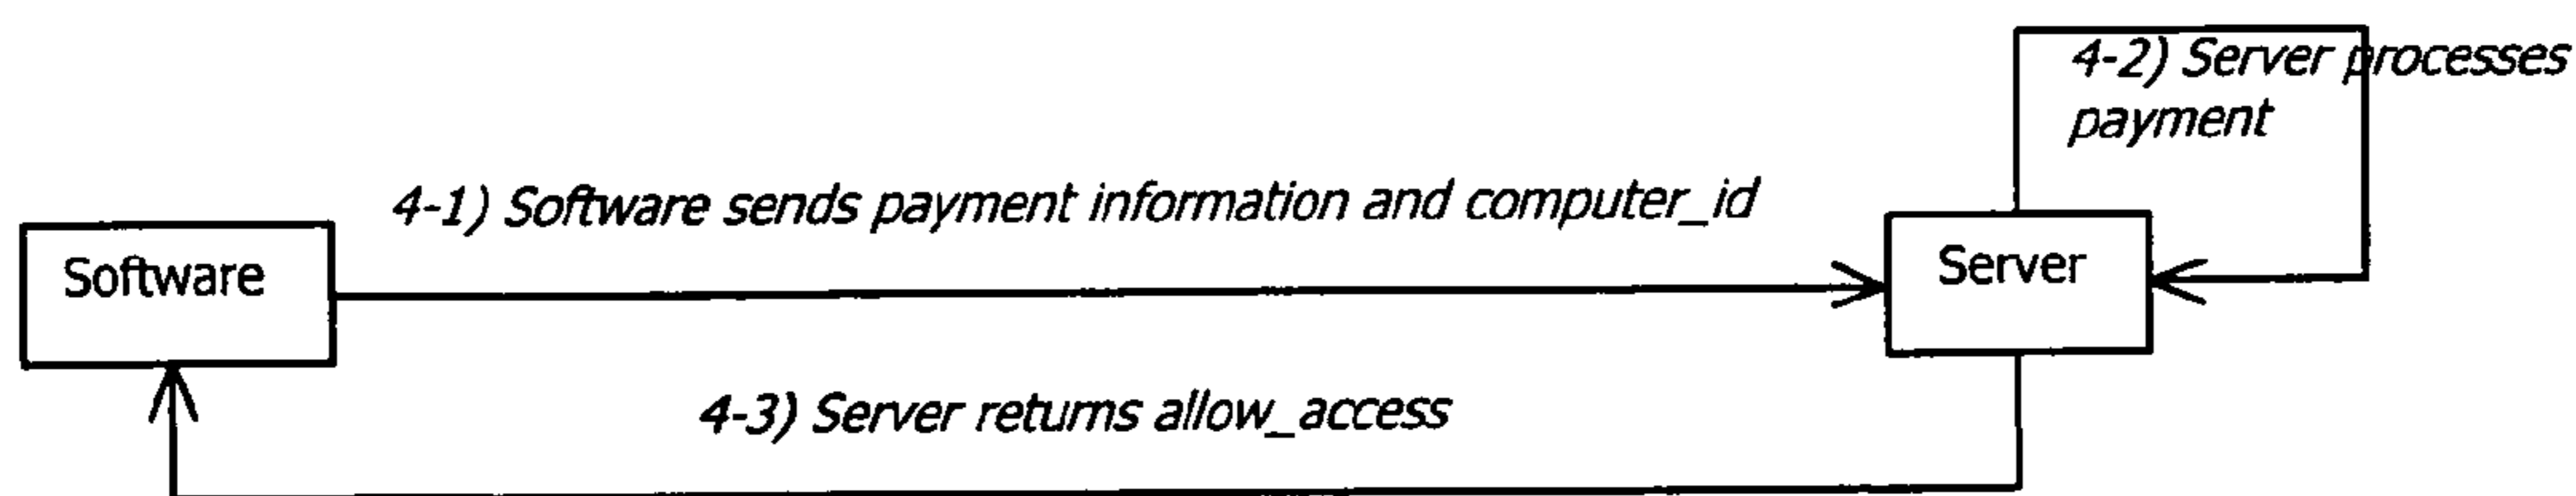 4-2) Server processes
payment
4-1) Software sends payment information and computer_id
Software
Server
4-3) Server returns allow_access